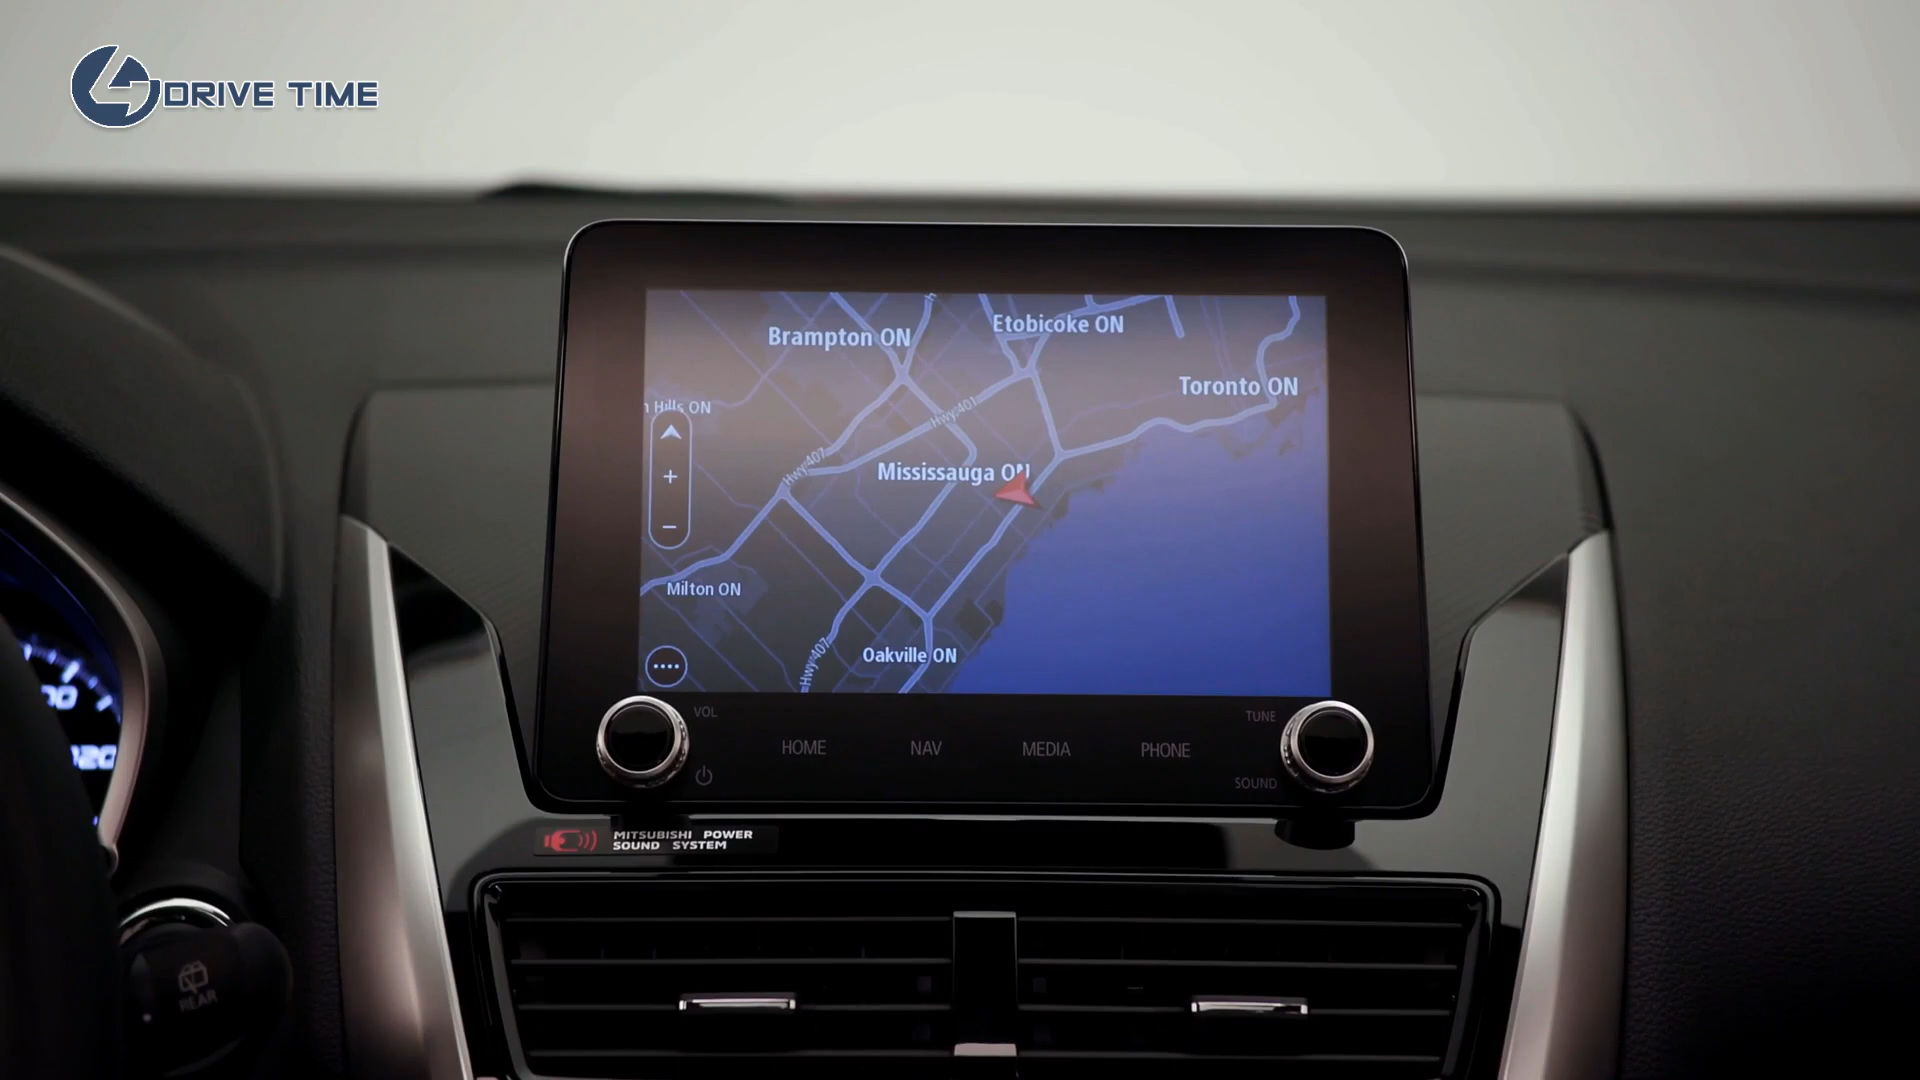 DRIVE TIME
Brampton ON
Etobicoke ON
Toronto ON
Hills ON
Hwy 401
Hwy 407
Mississauga ON
Milton ON
Hwy 407
Oakville ON
VOL
TUNE
HOME
NAV
MEDIA
PHONE
SOUND
MITSUBISHI POWER
SOUND SYSTEM
REAR